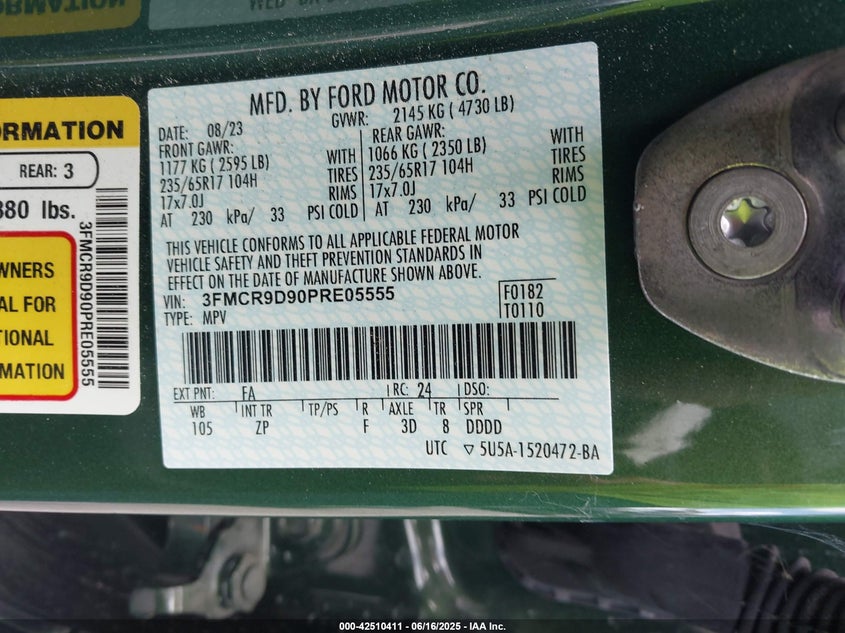 MFD. BY FORD MOTOR CO.
DATE: 08/23 GVWR: 2145 KG ( 4730 LB)
FRONT GAWR: REAR GAWR:
1177 KG ( 2595 LB) WITH 1066 KG ( 2350 LB) WITH
235/65R17 104H TIRES 235/65R17 104H TIRES
17x7.0J RIMS 17x7.0J RIMS
AT 230 kPa/ 33 PSI COLD AT 230 kPa/ 33 PSI COLD
THIS VEHICLE CONFORMS TO ALL APPLICABLE FEDERAL MOTOR
VEHICLE SAFETY AND THEFT PREVENTION STANDARDS IN
EFFECT ON THE DATE OF MANUFACTURE SHOWN ABOVE.
VIN: 3FMCR9D90PRE05555 F0182
TYPE: MPV T0110
EXT PNT: FA RC: 24 DSO:
WB INT TR TP/PS R AXLE TR SPR
105 ZP F 3D 8 DDDD
UTC ▽ 5U5A-1520472-BA
ORMATION
REAR: 3
880 lbs.
WNERS
AL FOR
TIONAL
MATION
3FMCR9D90PRE05555
000-42510411 - 06/16/2025 - IAA Inc.